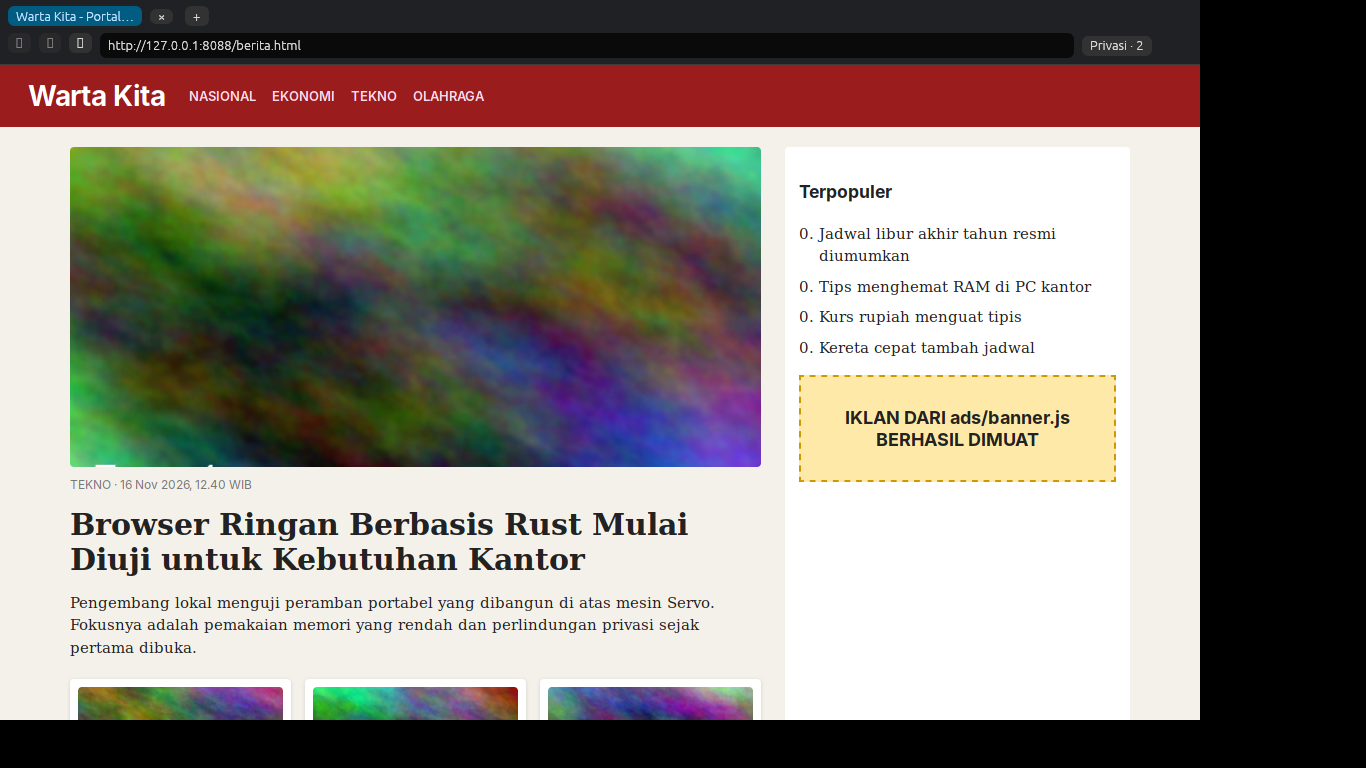 Warta Kita - Portal... × +
http://127.0.0.1:8088/berita.html Privasi · 2
Warta Kita NASIONAL EKONOMI TEKNO OLAHRAGA
TEKNO · 16 Nov 2026, 12.40 WIB
Browser Ringan Berbasis Rust Mulai
Diuji untuk Kebutuhan Kantor
Pengembang lokal menguji peramban portabel yang dibangun di atas mesin Servo.
Fokusnya adalah pemakaian memori yang rendah dan perlindungan privasi sejak
pertama dibuka.
Terpopuler
0. Jadwal libur akhir tahun resmi
diumumkan
0. Tips menghemat RAM di PC kantor
0. Kurs rupiah menguat tipis
0. Kereta cepat tambah jadwal
IKLAN DARI ads/banner.js
BERHASIL DIMUAT